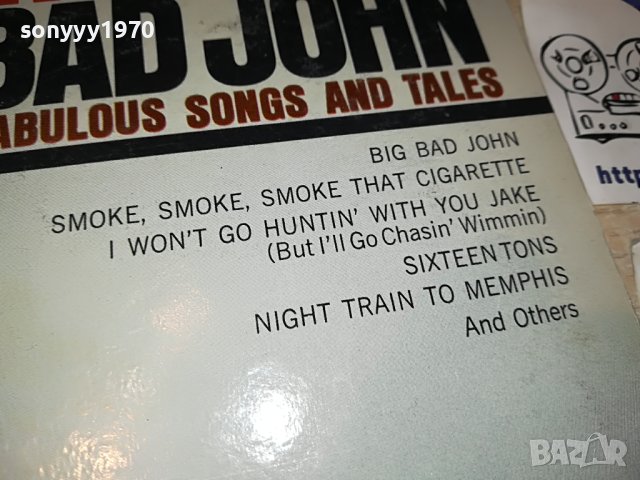 sonyyy1970
BAD JOHN
FABULOUS SONGS AND TALES
BIG BAD JOHN
SMOKE, SMOKE, SMOKE THAT CIGARETTE
I WON'T GO HUNTIN' WITH YOU JAKE
(But I'll Go Chasin' Wimmin)
SIXTEEN TONS
NIGHT TRAIN TO MEMPHIS
And Others
http
BAZAR